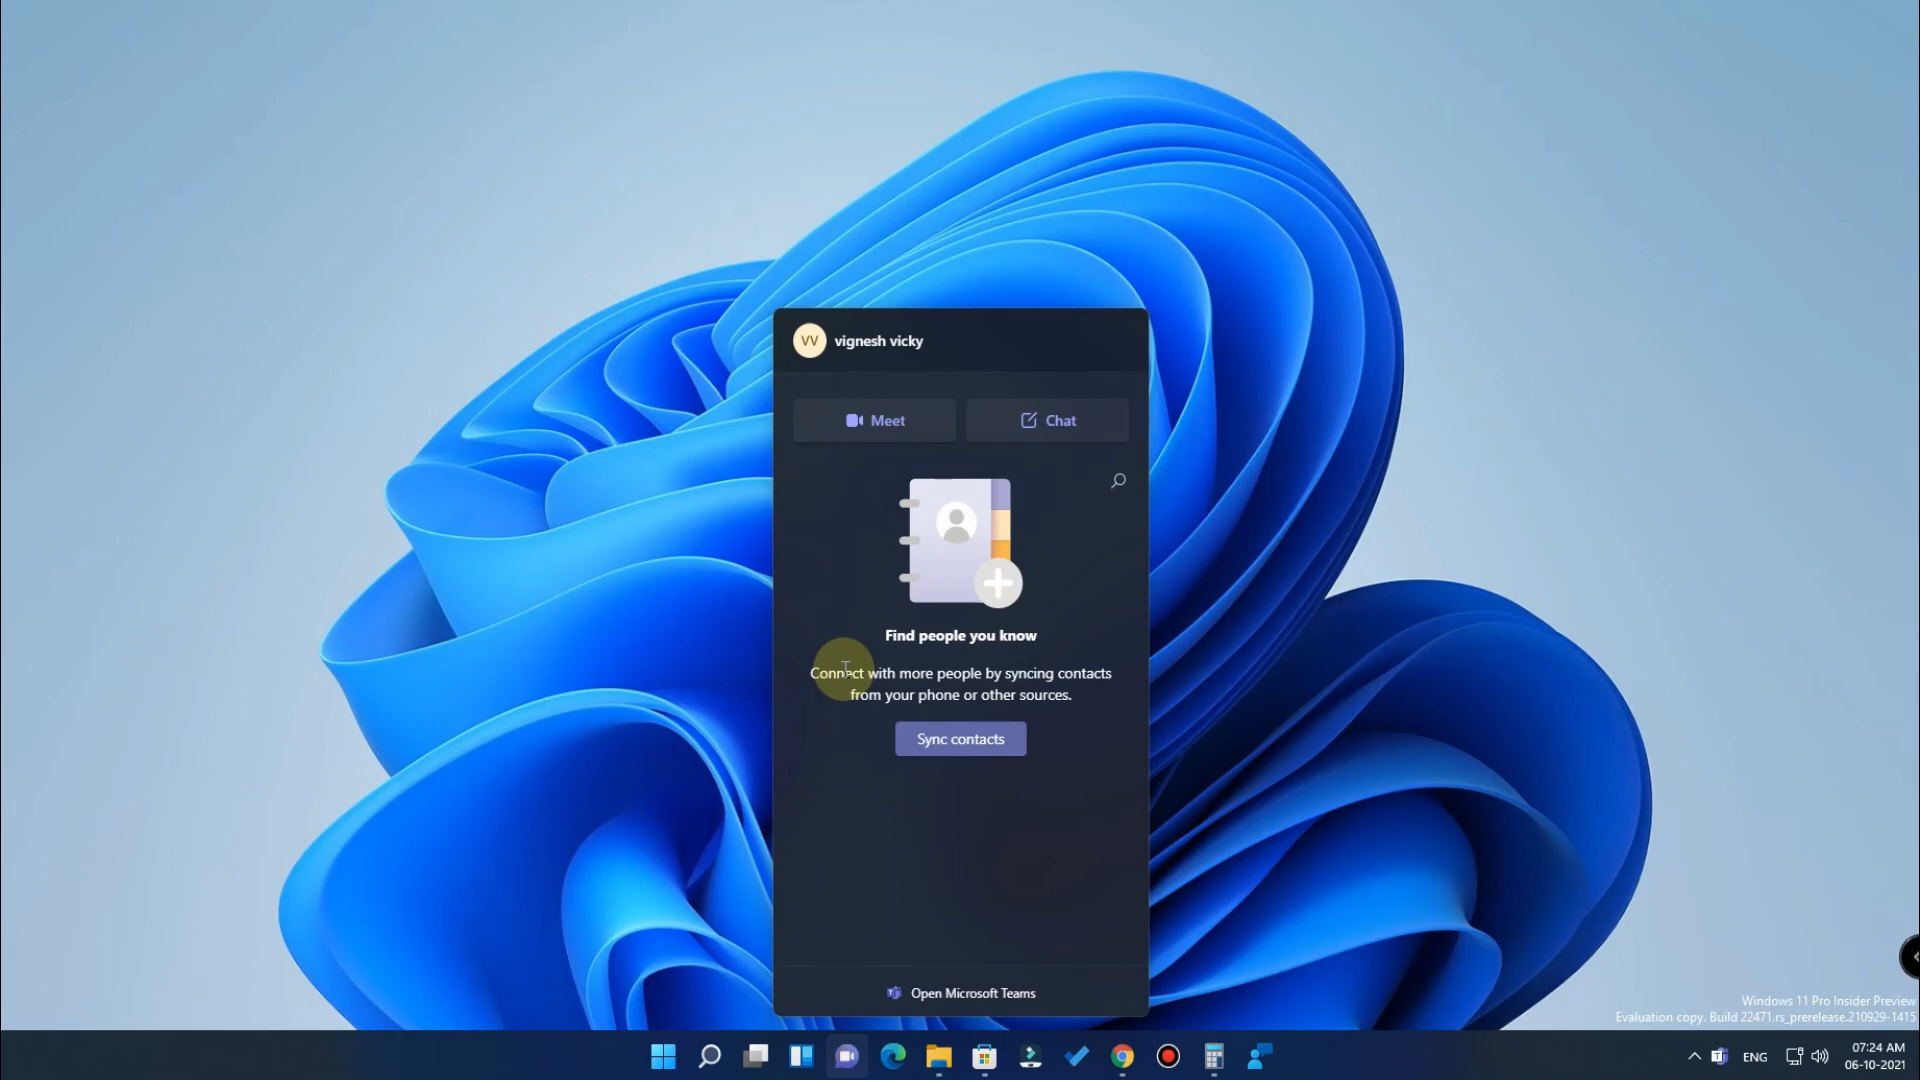 VV vignesh vicky
Meet Chat
Find people you know
Connect with more people by syncing contacts
from your phone or other sources.
Sync contacts
Open Microsoft Teams
Windows 11 Pro Insider Preview
Evaluation copy. Build 22471.rs_prerelease.210929-1415
ENG
07:24 AM
06-10-2021